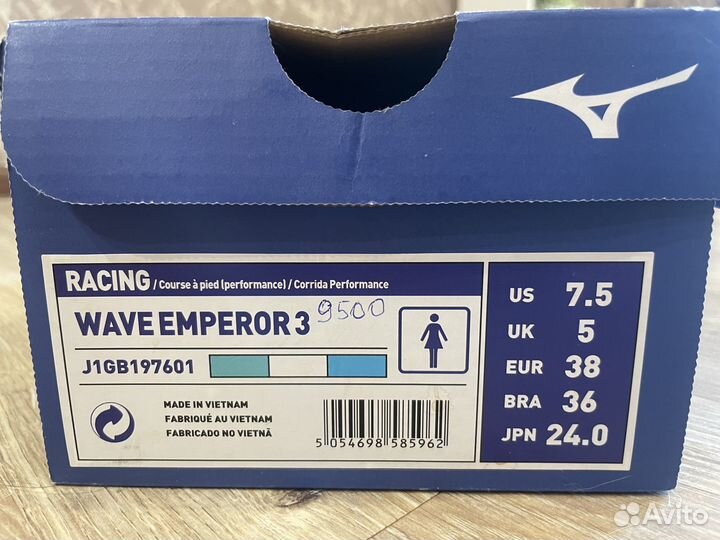 RACING / Course à pied (performance) / Corrida Performance
WAVE EMPEROR 3 9500
J1GB197601
MADE IN VIETNAM
FABRIQUÉ AU VIETNAM
FABRICADO NO VIETNÃ
5 054698 585962
US 7.5
UK 5
EUR 38
BRA 36
JPN 24.0
Avito